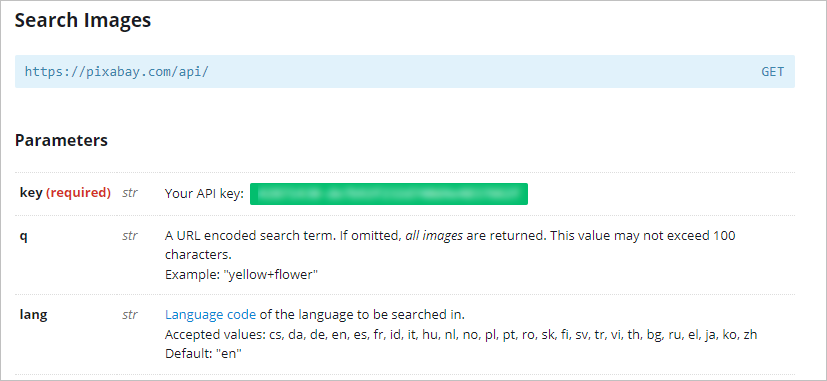 Search Images
https://pixabay.com/api/ GET
Parameters
key (required) str Your API key:
q str A URL encoded search term. If omitted, all images are returned. This value may not exceed 100
characters.
Example: "yellow+flower"
lang str Language code of the language to be searched in.
Accepted values: cs, da, de, en, es, fr, id, it, hu, nl, no, pl, pt, ro, sk, fi, sv, tr, vi, th, bg, ru, el, ja, ko, zh
Default: "en"